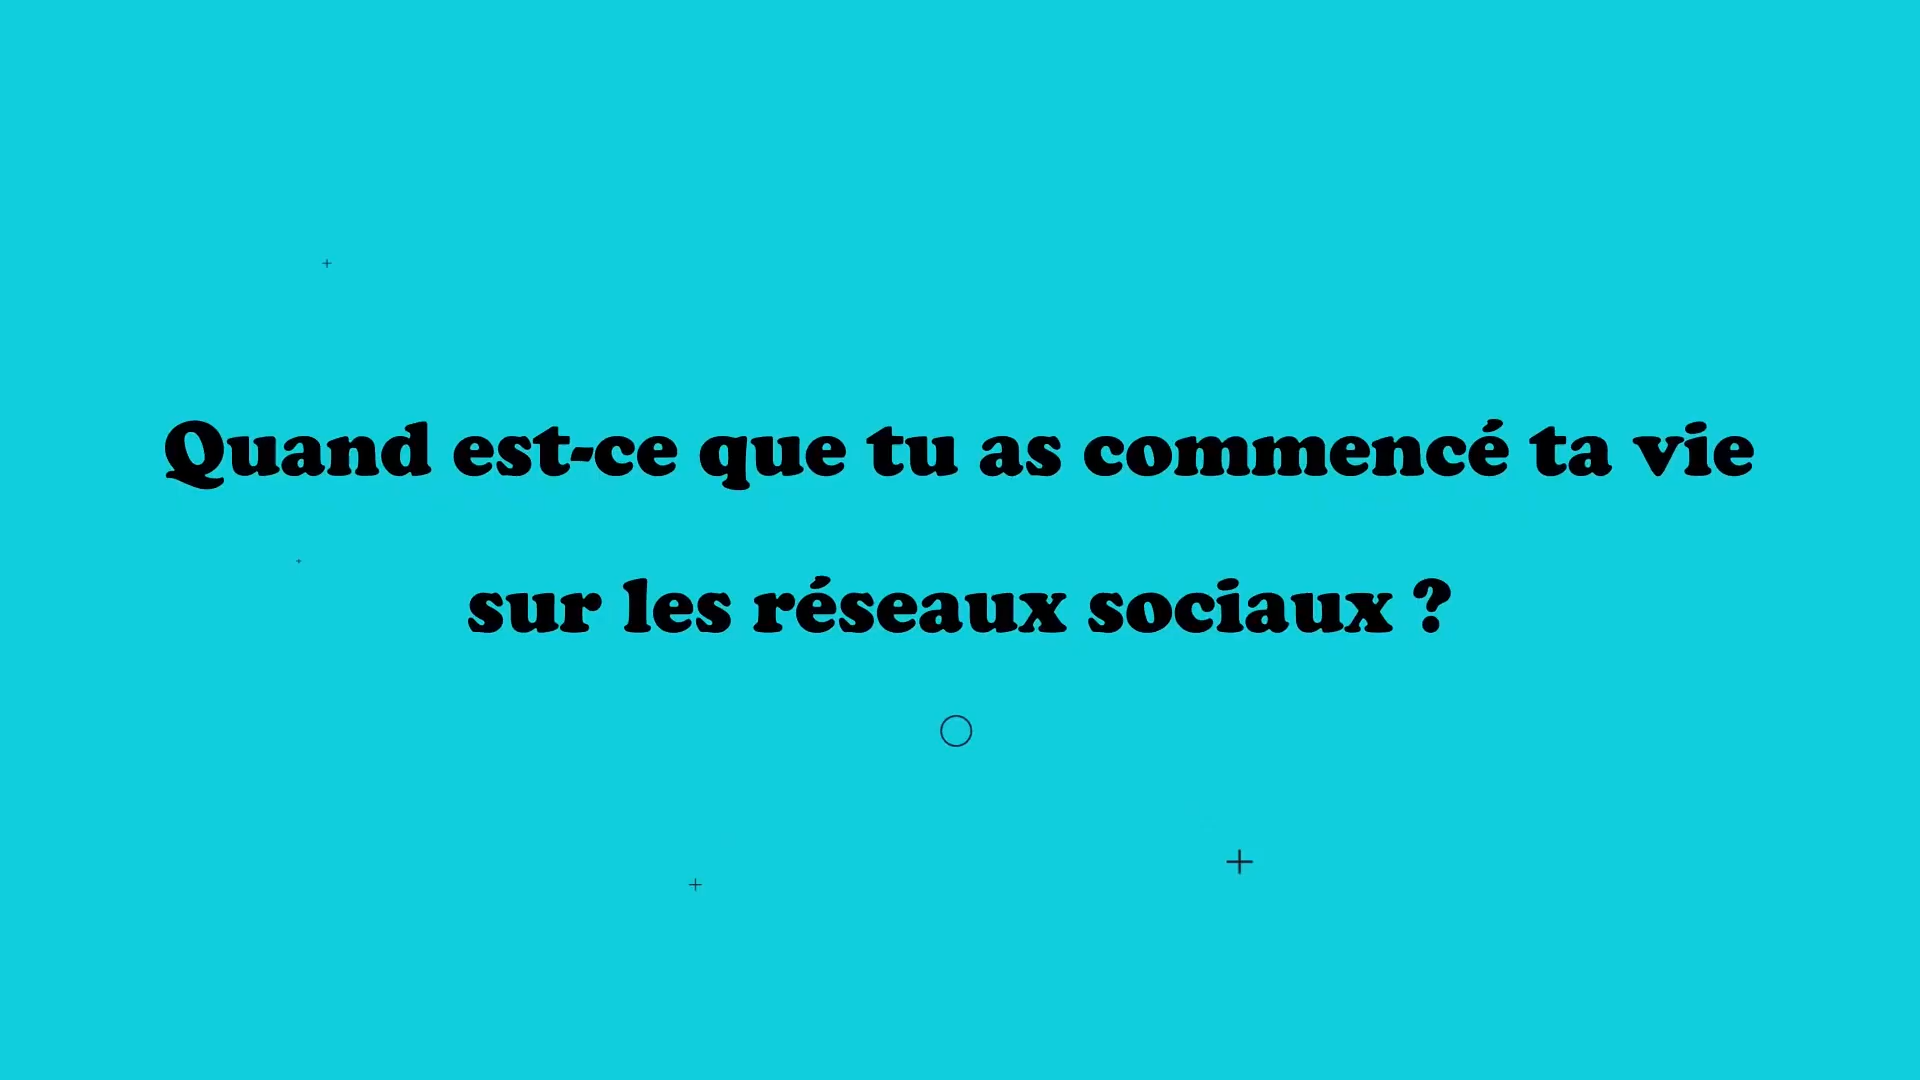 Quand est-ce que tu as commencé ta vie
sur les réseaux sociaux ?